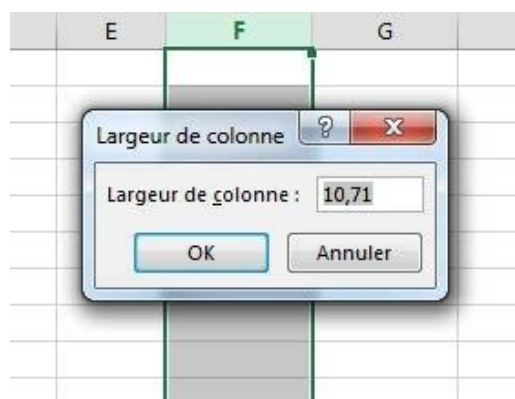 E F G
Largeur de colonne ? X
Largeur de colonne : 10,71
OK Annuler